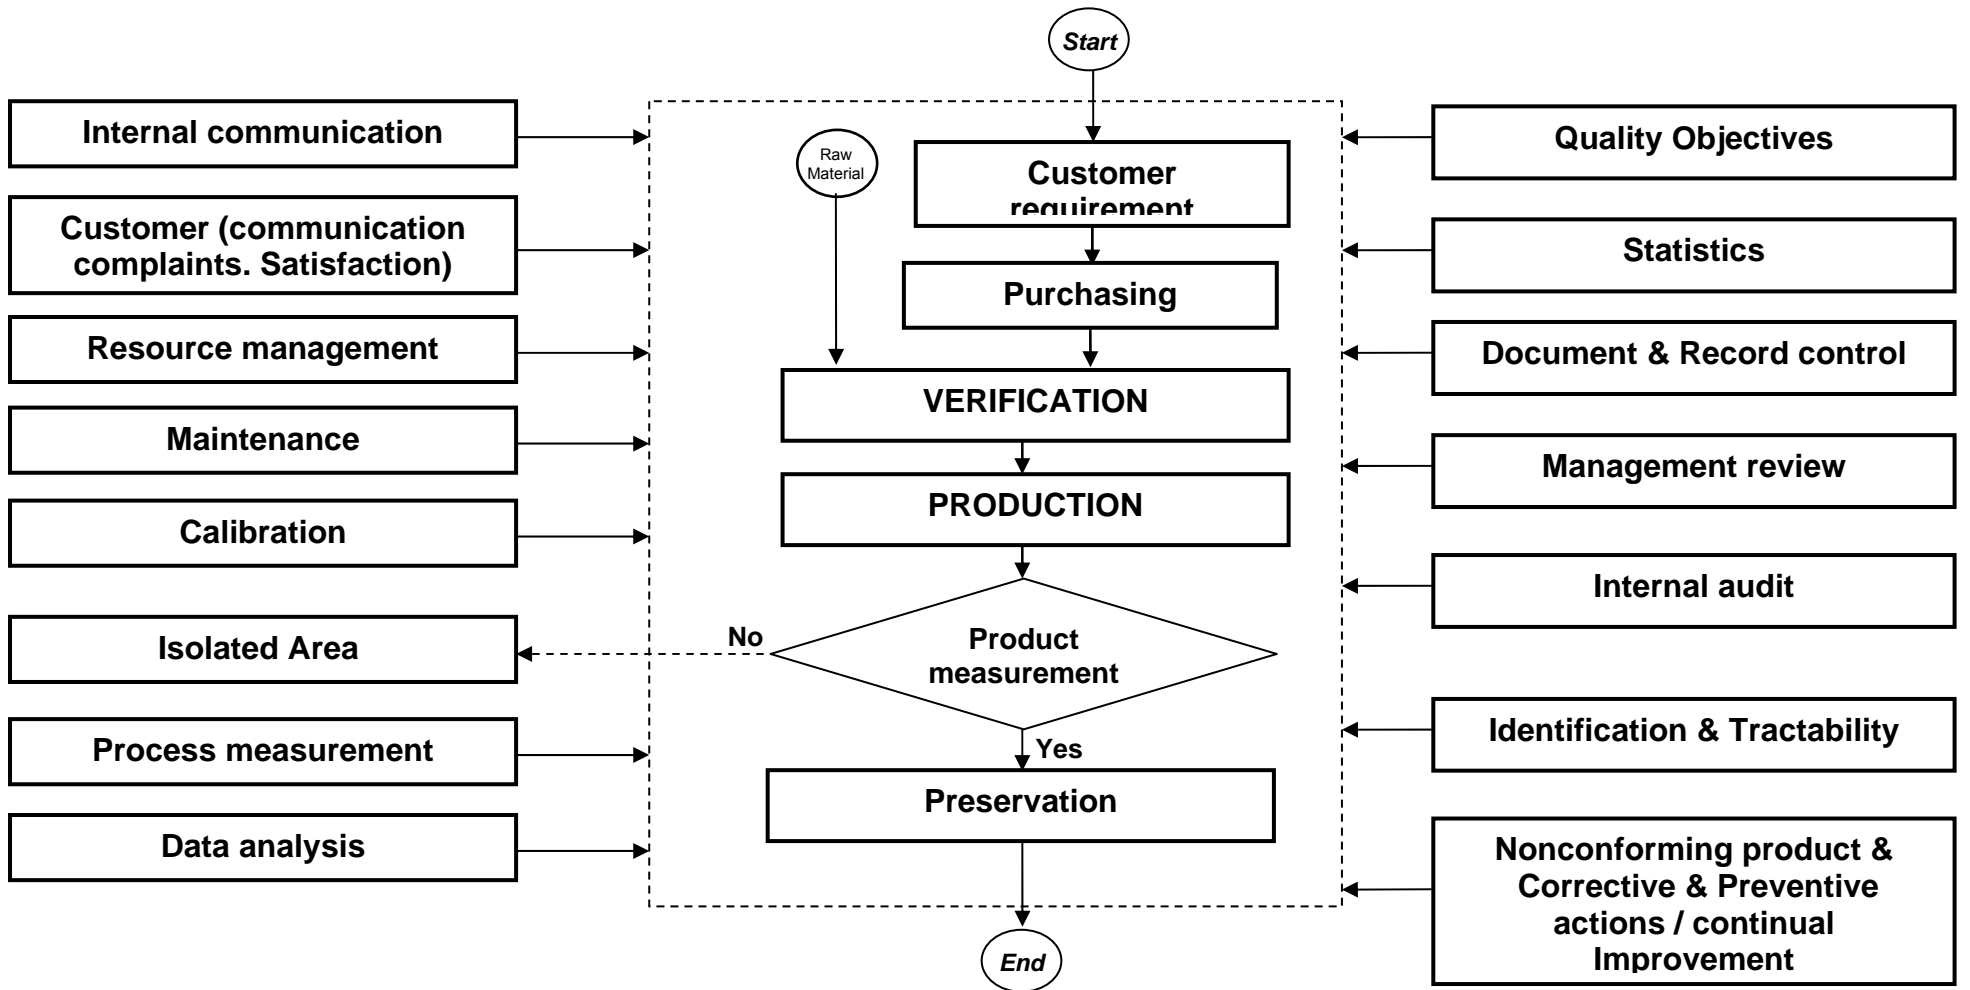 Start
Internal communication
Customer (communication
complaints. Satisfaction)
Resource management
Maintenance
Calibration
Isolated Area
Process measurement
Data analysis
Raw
Material
Customer
requirement
Purchasing
VERIFICATION
PRODUCTION
No
Product
measurement
Yes
Preservation
End
Quality Objectives
Statistics
Document & Record control
Management review
Internal audit
Identification & Tractability
Nonconforming product &
Corrective & Preventive
actions / continual
Improvement